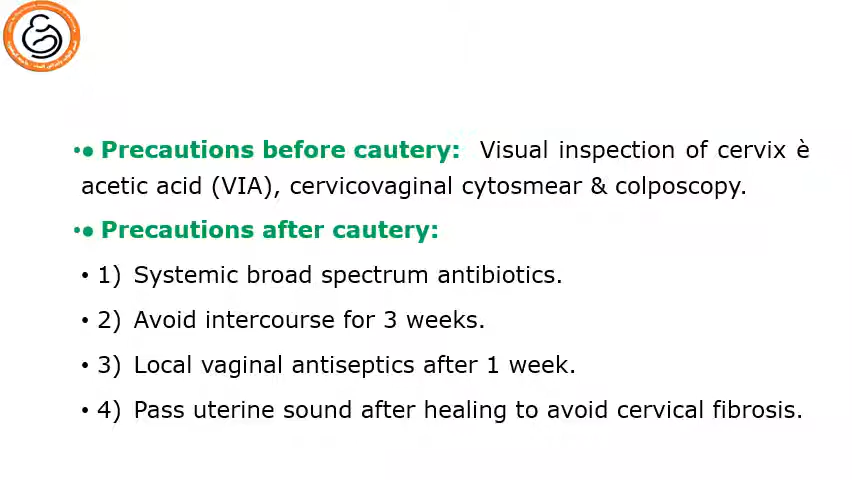 •● Precautions before cautery: Visual inspection of cervix è
acetic acid (VIA), cervicovaginal cytosmear & colposcopy.
•● Precautions after cautery:
• 1) Systemic broad spectrum antibiotics.
• 2) Avoid intercourse for 3 weeks.
• 3) Local vaginal antiseptics after 1 week.
• 4) Pass uterine sound after healing to avoid cervical fibrosis.